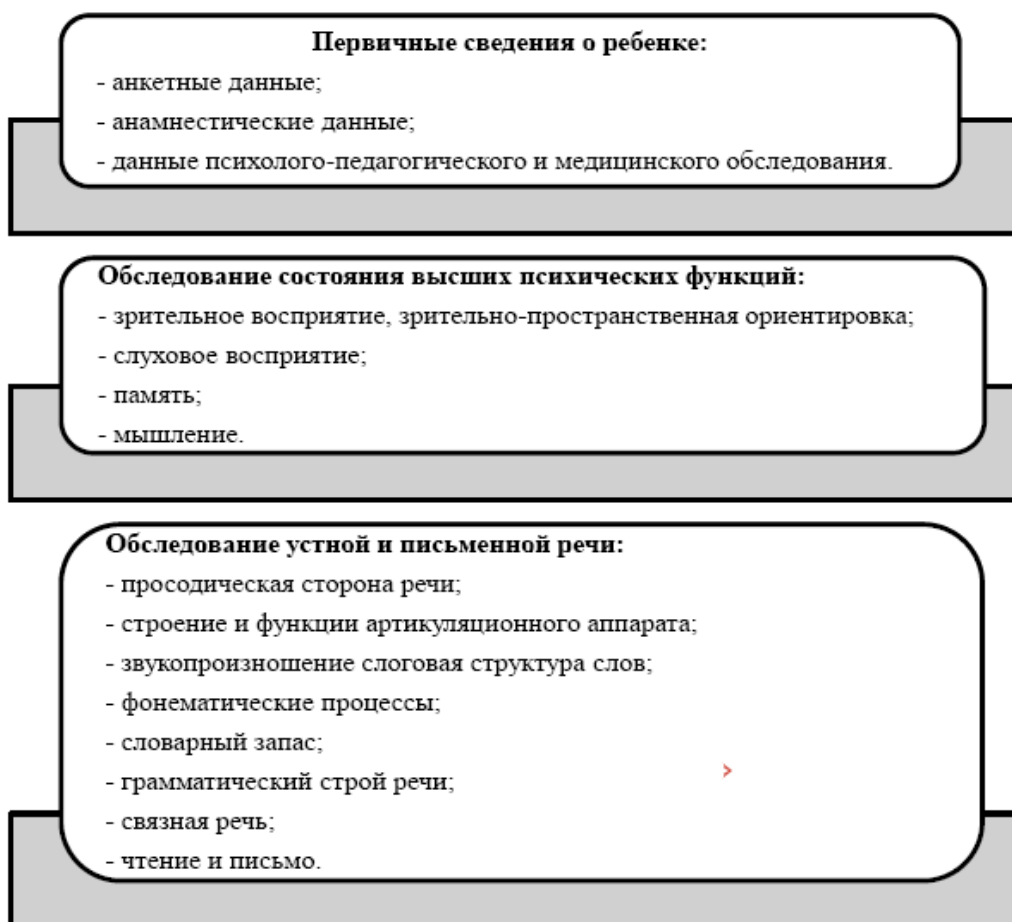 Первичные сведения о ребенке:
- анкетные данные;
- анамнестические данные;
- данные психолого-педагогического и медицинского обследования.
Обследование состояния высших психических функций:
- зрительное восприятие, зрительно-пространственная ориентировка;
- слуховое восприятие;
- память;
- мышление.
Обследование устной и письменной речи:
- просодическая сторона речи;
- строение и функции артикуляционного аппарата;
- звукопроизношение слоговая структура слов;
- фонематические процессы;
- словарный запас;
- грамматический строй речи;
- связная речь;
- чтение и письмо.